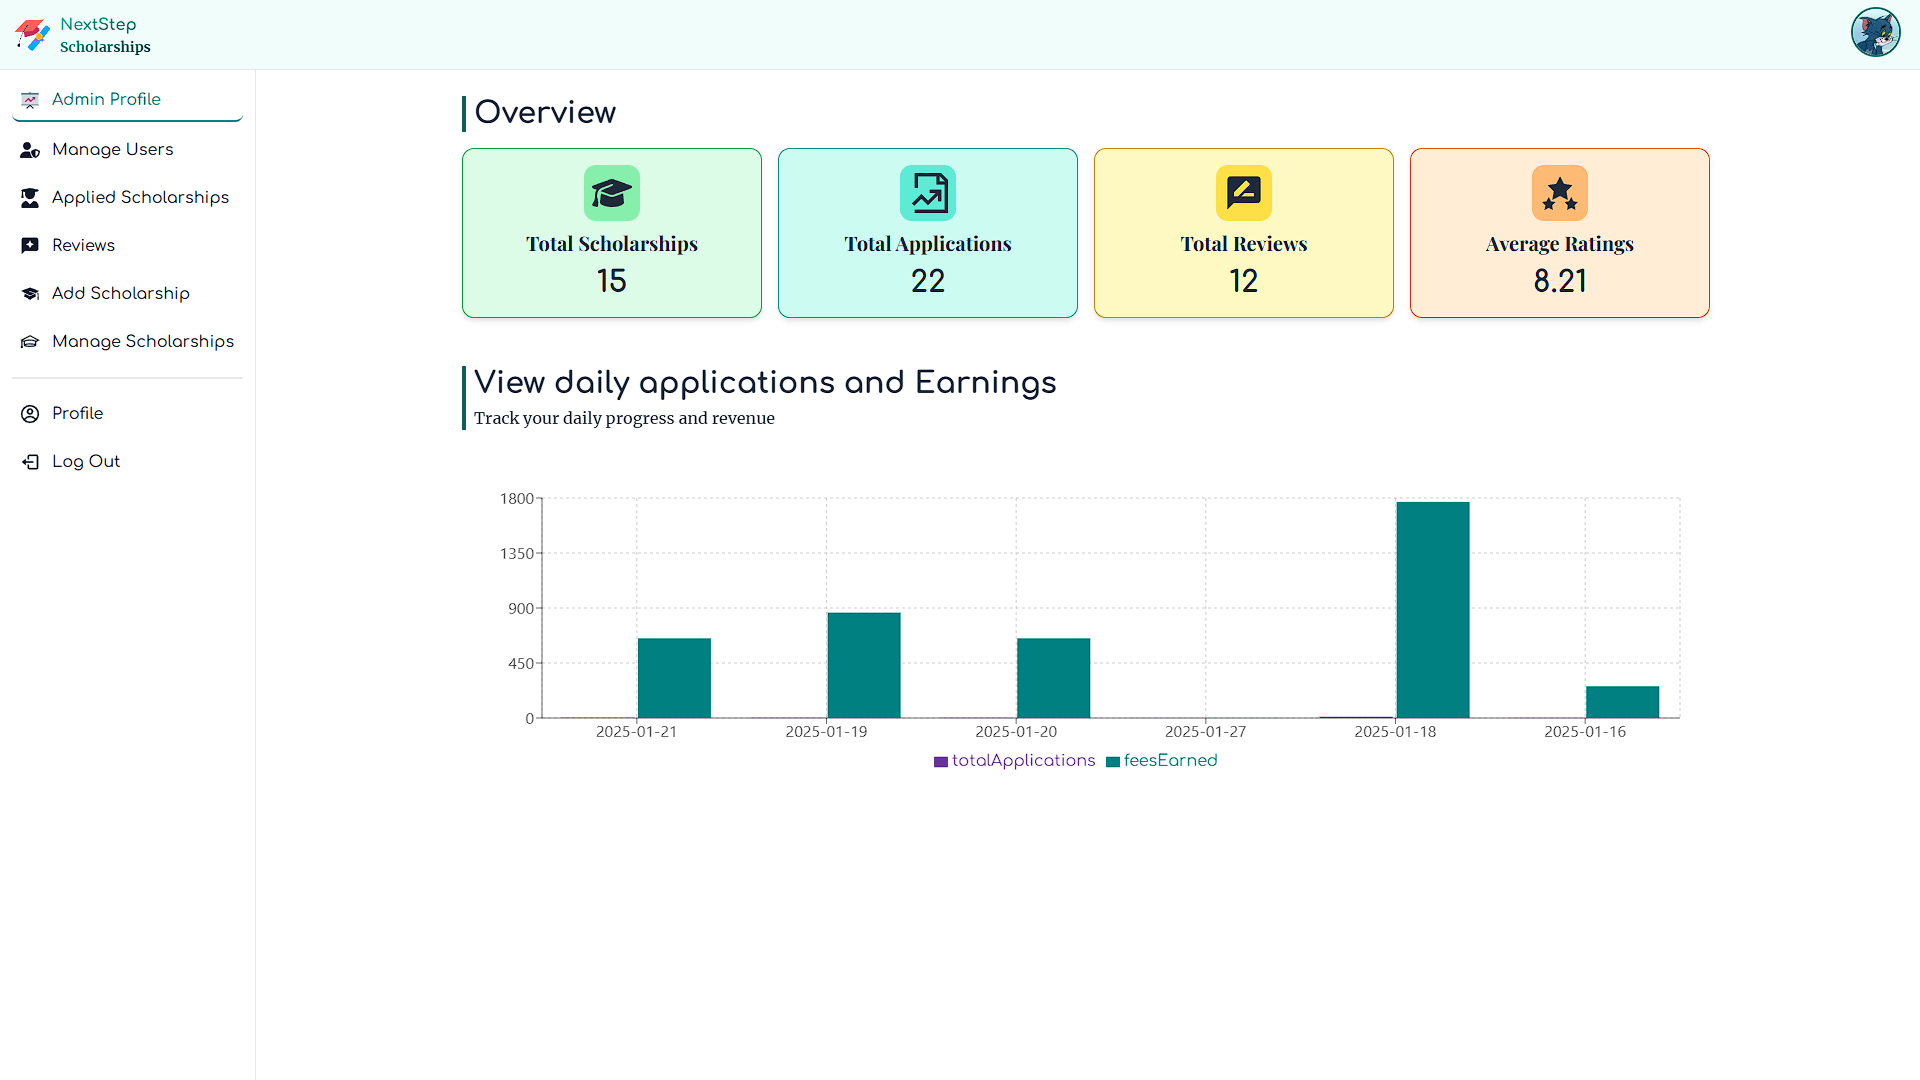 NextStep
Scholarships
Admin Profile
Manage Users
Applied Scholarships
Reviews
Add Scholarship
Manage Scholarships
Profile
Log Out
Overview
Total Scholarships
15
Total Applications
22
Total Reviews
12
Average Ratings
8.21
View daily applications and Earnings
Track your daily progress and revenue
1800
1350
900
450
0
2025-01-21 2025-01-19 2025-01-20 2025-01-27 2025-01-18 2025-01-16
totalApplications feesEarned